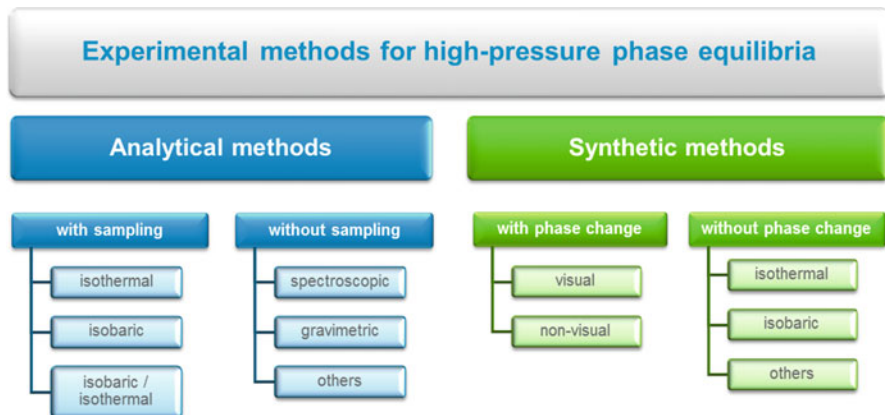 Experimental methods for high-pressure phase equilibria
Analytical methods
Synthetic methods
with sampling
isothermal
isobaric
isobaric /
isothermal
without sampling
spectroscopic
gravimetric
others
with phase change
visual
non-visual
without phase change
isothermal
isobaric
others